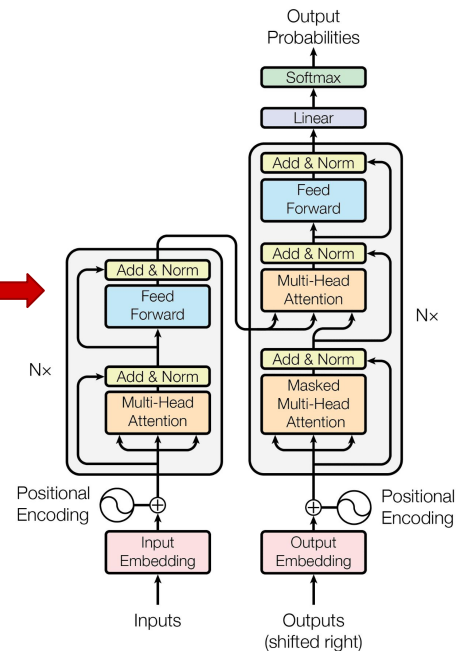 Output
Probabilities
Softmax
Linear
Add & Norm
Feed
Forward
Add & Norm
Multi-Head
Attention
Add & Norm
Masked
Multi-Head
Attention
N×
Add & Norm
Feed
Forward
N×
Add & Norm
Multi-Head
Attention
Positional
Encoding
Positional
Encoding
Input
Embedding
Output
Embedding
Inputs
Outputs
(shifted right)